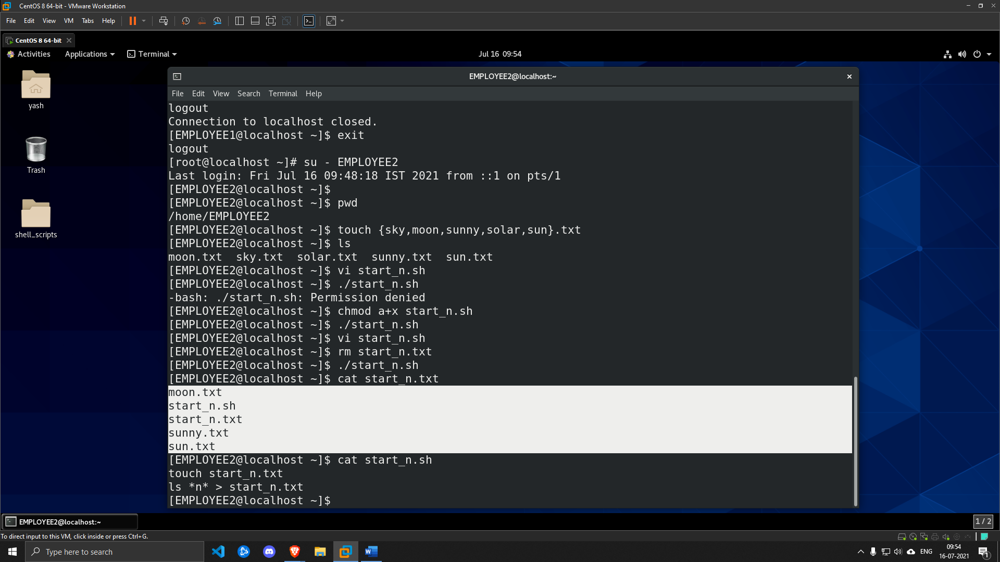 CentOS 8 64-bit - VMware Workstation
File Edit View VM Tabs Help
CentOS 8 64-bit
Activities Applications Terminal Jul 16 09:54
yash
Trash
shell_scripts
EMPLOYEE2@localhost:~
File Edit View Search Terminal Help
logout
Connection to localhost closed.
[EMPLOYEE1@localhost ~]$ exit
logout
[root@localhost ~]# su - EMPLOYEE2
Last login: Fri Jul 16 09:48:18 IST 2021 from ::1 on pts/1
[EMPLOYEE2@localhost ~]$
[EMPLOYEE2@localhost ~]$ pwd
/home/EMPLOYEE2
[EMPLOYEE2@localhost ~]$ touch {sky,moon,sunny,solar,sun}.txt
[EMPLOYEE2@localhost ~]$ ls
moon.txt  sky.txt  solar.txt  sunny.txt  sun.txt
[EMPLOYEE2@localhost ~]$ vi start_n.sh
[EMPLOYEE2@localhost ~]$ ./start_n.sh
-bash: ./start_n.sh: Permission denied
[EMPLOYEE2@localhost ~]$ chmod a+x start_n.sh
[EMPLOYEE2@localhost ~]$ ./start_n.sh
[EMPLOYEE2@localhost ~]$ vi start_n.sh
[EMPLOYEE2@localhost ~]$ rm start_n.txt
[EMPLOYEE2@localhost ~]$ ./start_n.sh
[EMPLOYEE2@localhost ~]$ cat start_n.txt
moon.txt
start_n.sh
start_n.txt
sunny.txt
sun.txt
[EMPLOYEE2@localhost ~]$ cat start_n.sh
touch start_n.txt
ls *n* > start_n.txt
[EMPLOYEE2@localhost ~]$
EMPLOYEE2@localhost:~ 1 / 2
To direct input to this VM, click inside or press Ctrl+G.
Type here to search
ENG
09:54
16-07-2021
1